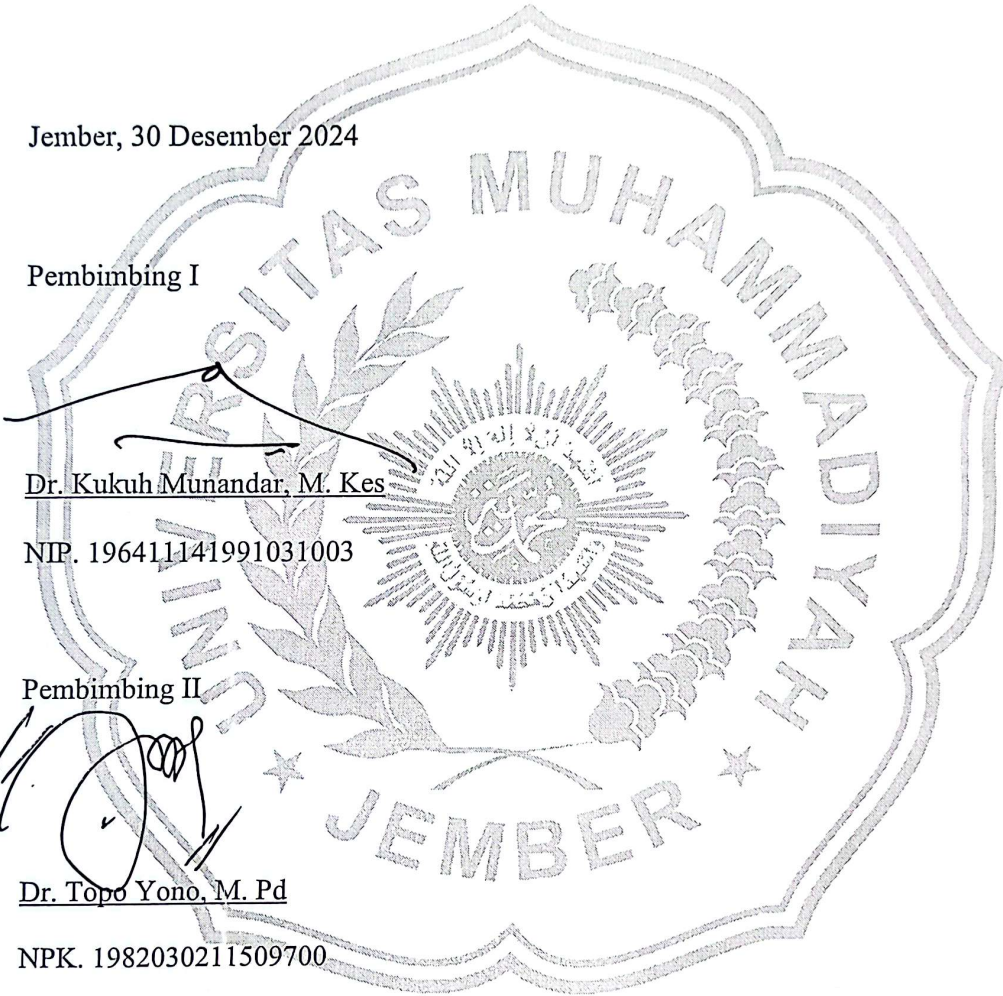 Jember, 30 Desember 2024
UNIVERSITAS MUHAMMADIYAH
Pembimbing I
Dr. Kukuh Munandar, M. Kes
NIP. 196411141991031003
Pembimbing II
JEMBER
Dr. Topo Yono, M. Pd
NPK. 1982030211509700